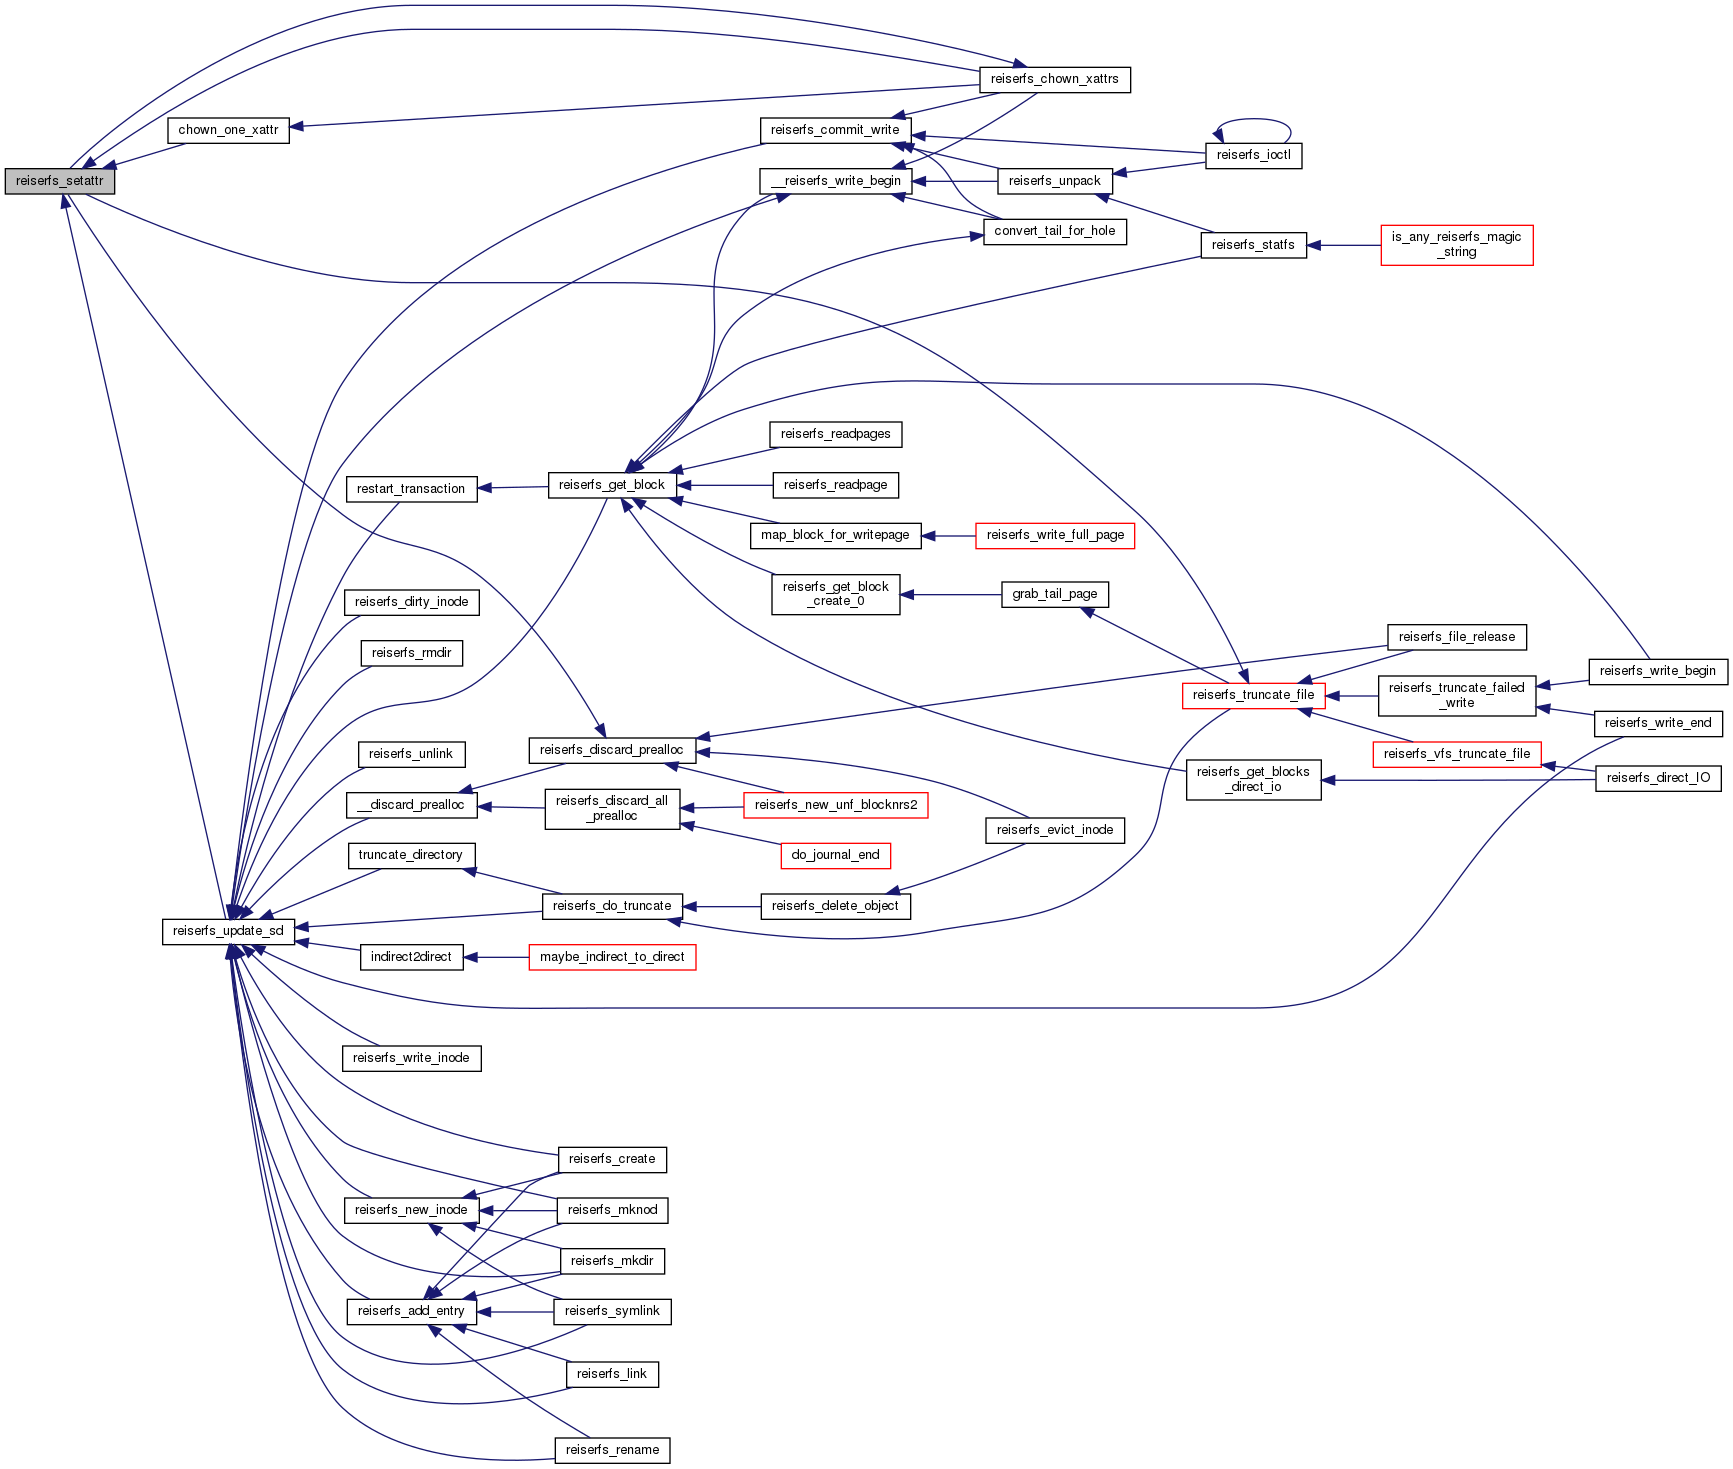 reiserfs_chown_xattrs
chown_one_xattr
reiserfs_commit_write
reiserfs_ioctl
reiserfs_setattr
__reiserfs_write_begin
reiserfs_unpack
convert_tail_for_hole
reiserfs_statfs
is_any_reiserfs_magic
_string
reiserfs_readpages
restart_transaction
reiserfs_get_block
reiserfs_readpage
map_block_for_writepage
reiserfs_write_full_page
reiserfs_dirty_inode
reiserfs_get_block
_create_0
grab_tail_page
reiserfs_rmdir
reiserfs_file_release
reiserfs_write_begin
reiserfs_truncate_file
reiserfs_truncate_failed
_write
reiserfs_write_end
reiserfs_unlink
reiserfs_discard_prealloc
reiserfs_vfs_truncate_file
reiserfs_get_blocks
_direct_io
reiserfs_direct_IO
__discard_prealloc
reiserfs_discard_all
_prealloc
reiserfs_new_unf_blocknrs2
reiserfs_evict_inode
truncate_directory
do_journal_end
reiserfs_do_truncate
reiserfs_delete_object
reiserfs_update_sd
indirect2direct
maybe_indirect_to_direct
reiserfs_write_inode
reiserfs_create
reiserfs_new_inode
reiserfs_mknod
reiserfs_mkdir
reiserfs_add_entry
reiserfs_symlink
reiserfs_link
reiserfs_rename